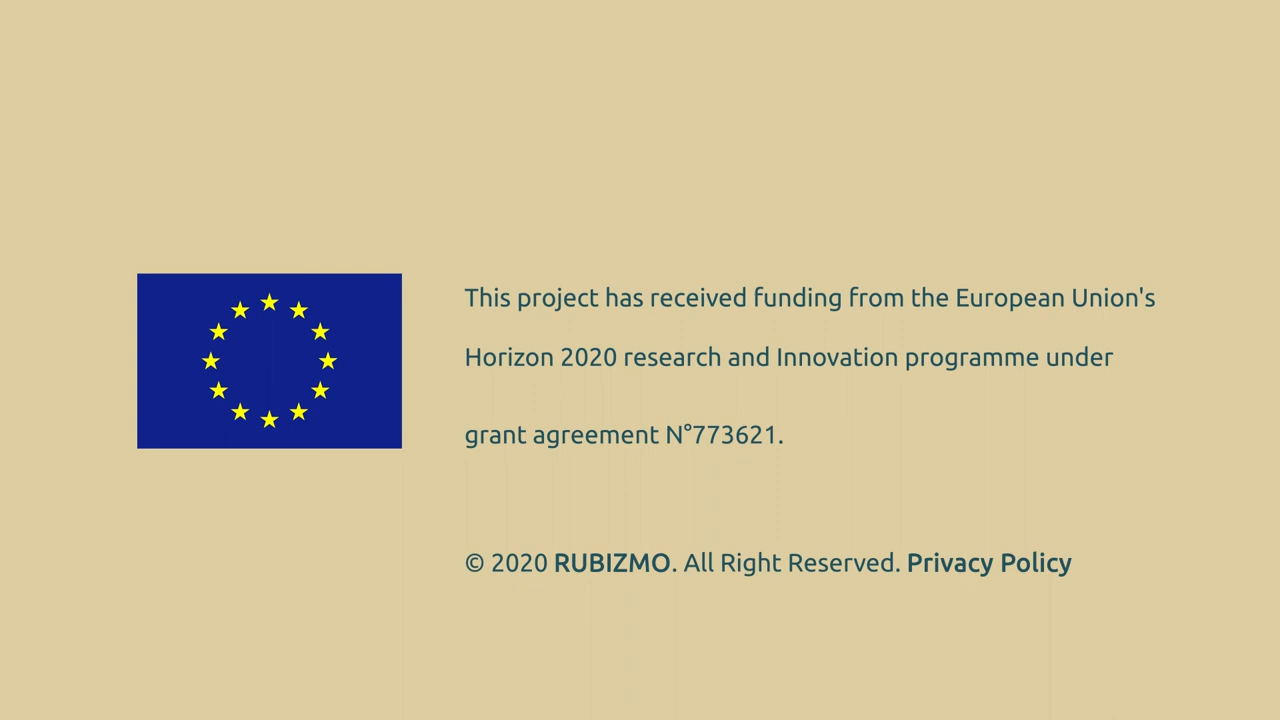 This project has received funding from the European Union's
Horizon 2020 research and Innovation programme under
grant agreement N°773621.
© 2020 RUBIZMO. All Right Reserved. Privacy Policy